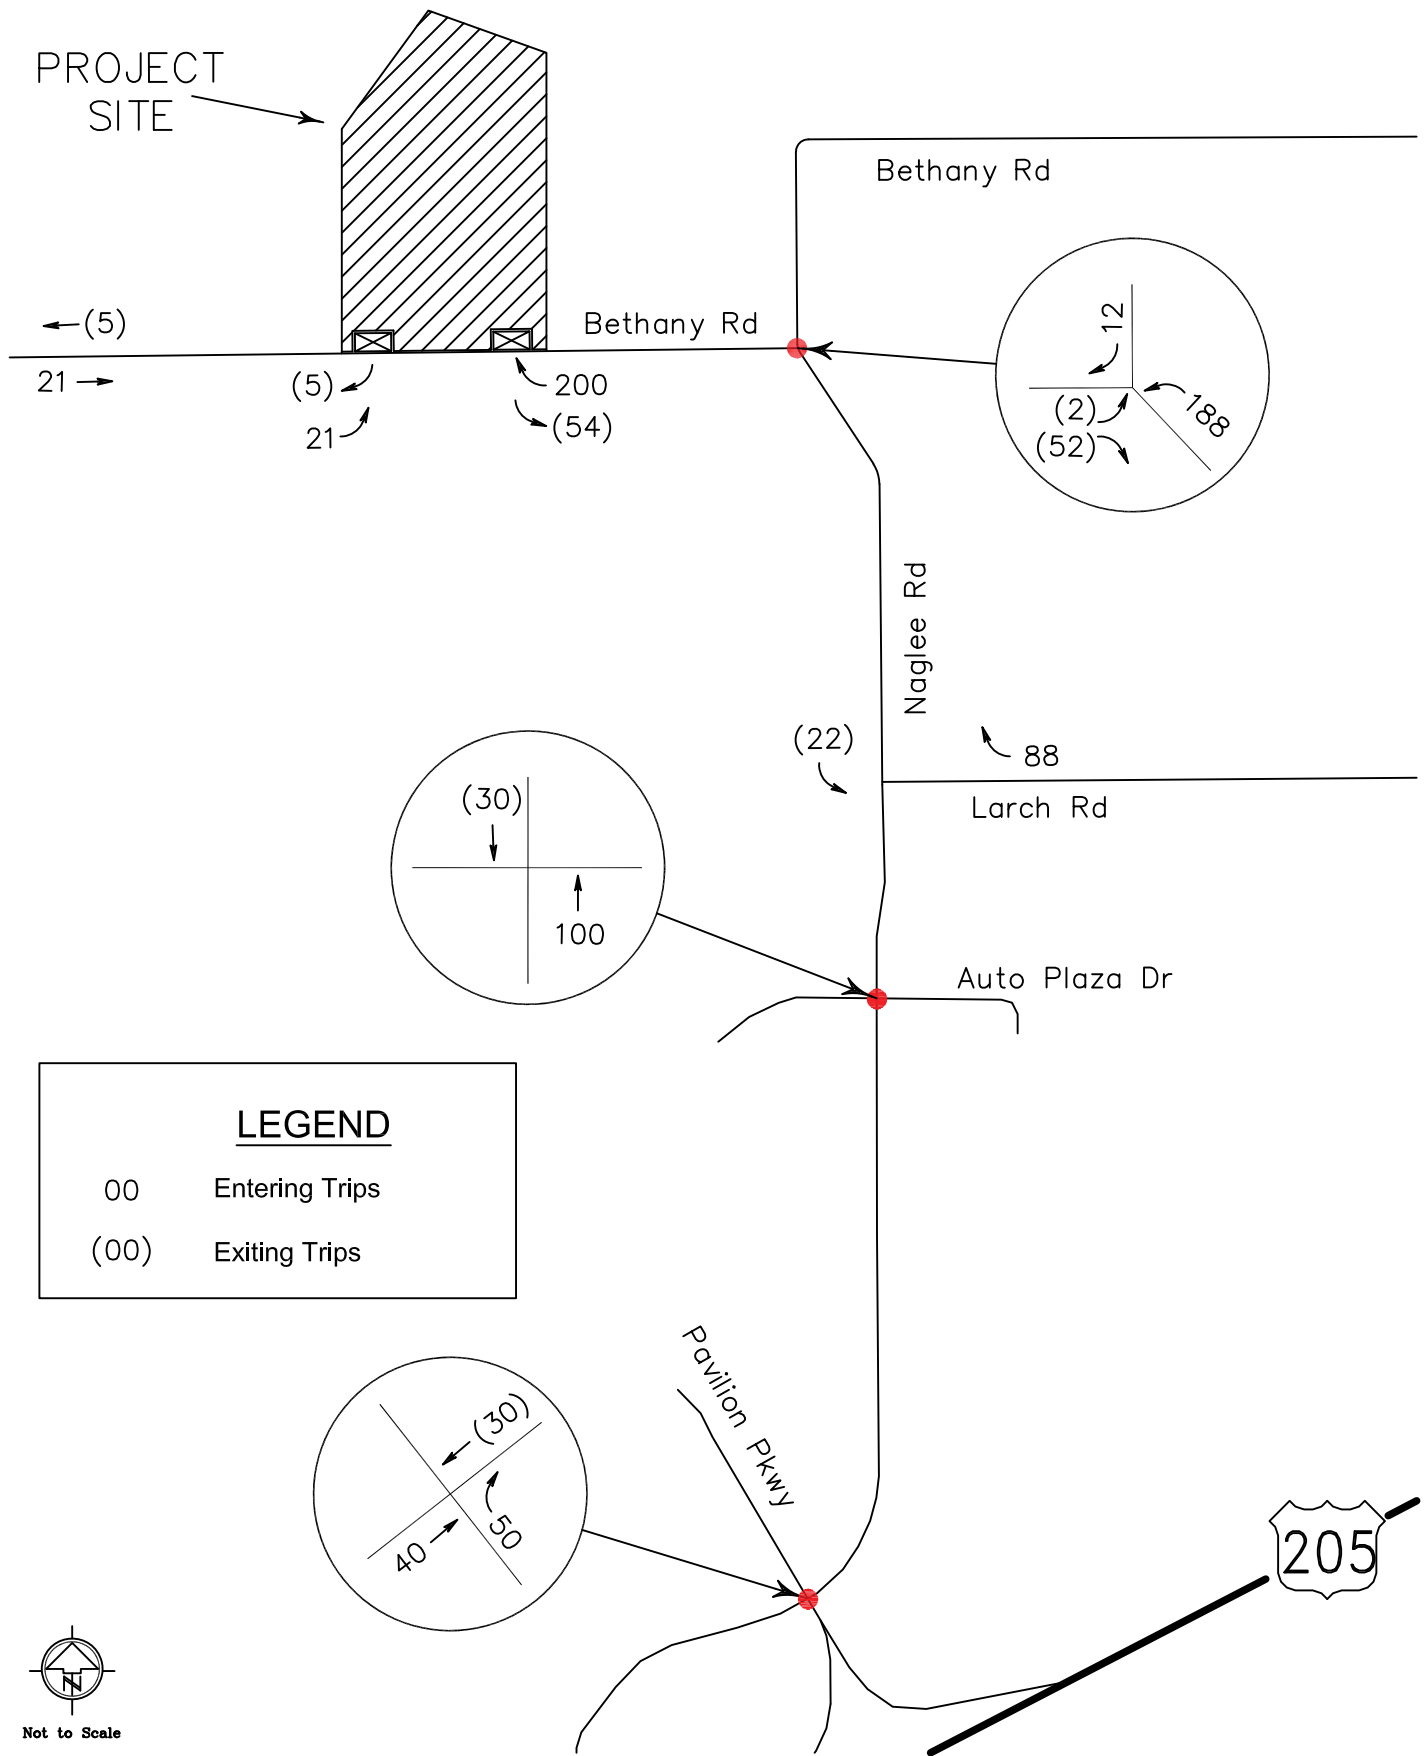 PROJECT
SITE
Bethany Rd
(5)
21
Bethany Rd
(5)
21
200
(54)
12
(2)
(52)
188
Naglee Rd
(22)
88
Larch Rd
(30)
100
Auto Plaza Dr
LEGEND
00 Entering Trips
(00) Exiting Trips
Pavilion Pkwy
(30)
40
50
205
N
Not to Scale